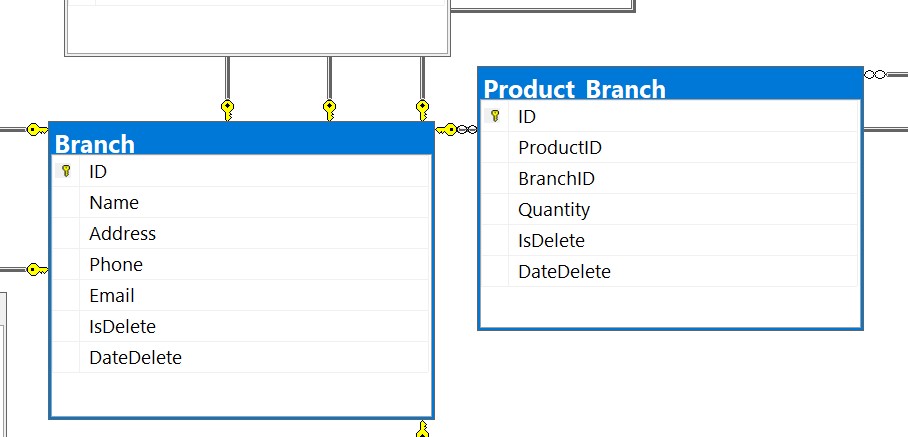 Branch
ID
Name
Address
Phone
Email
IsDelete
DateDelete
Product_Branch
ID
ProductID
BranchID
Quantity
IsDelete
DateDelete